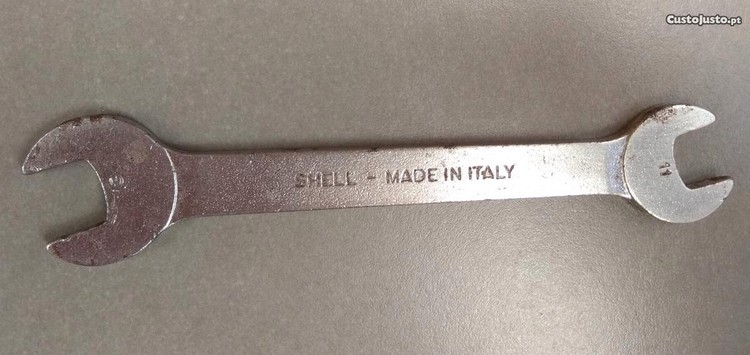 CustoJusto.pt
SHELL - MADE IN ITALY
11